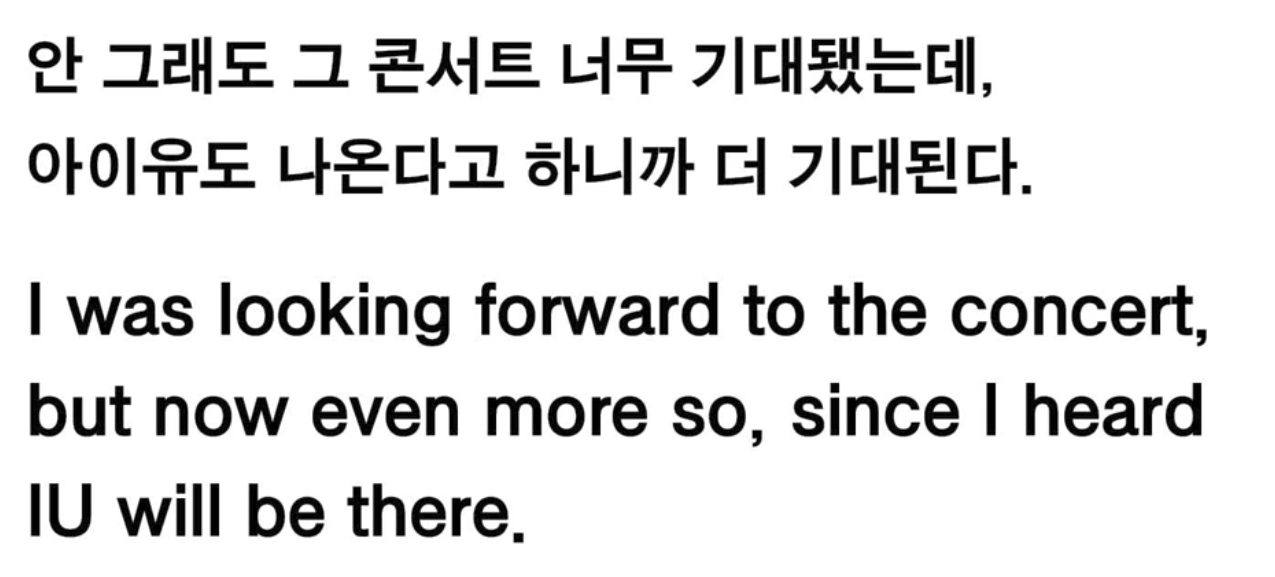 안 그래도 그 콘서트 너무 기대됐는데,
아이유도 나온다고 하니까 더 기대된다.
I was looking forward to the concert,
but now even more so, since I heard
IU will be there.